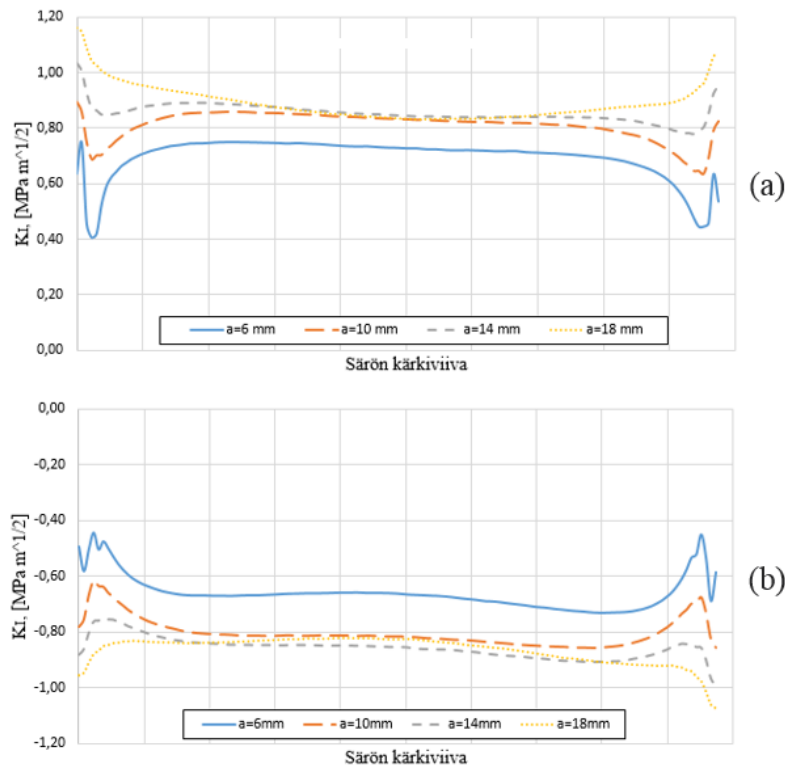 1,20
1,00
0,80
0,60
0,40
0,20
0,00
K₁, [MPa m^1/2]
a=6 mm a=10 mm a=14 mm a=18 mm
Särön kärkiviiva
(a)
0,00
-0,20
-0,40
-0,60
-0,80
-1,00
-1,20
K₁, [MPa m^1/2]
a=6mm a=10mm a=14mm a=18mm
Särön kärkiviiva
(b)